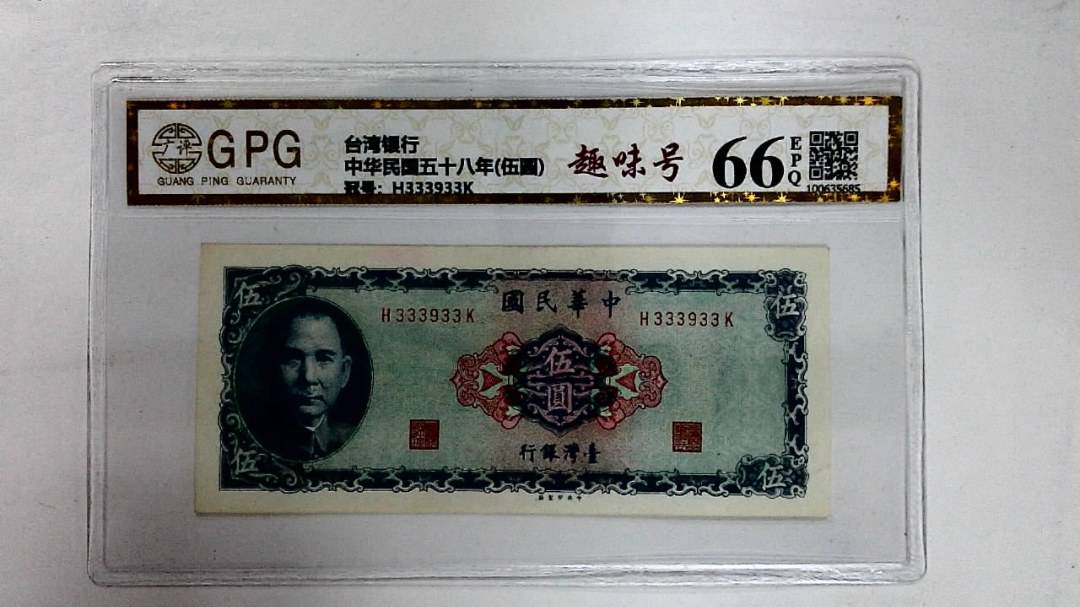 GPG
GUANG PING GUARANTY
台湾银行
中华民国五十八年(伍圆)
冠号: H333933K
趣味号
66
EPQ
100635685
伍
國民華中
伍
H333933K
H333933K
伍
圓
伍
行銀灣臺
伍